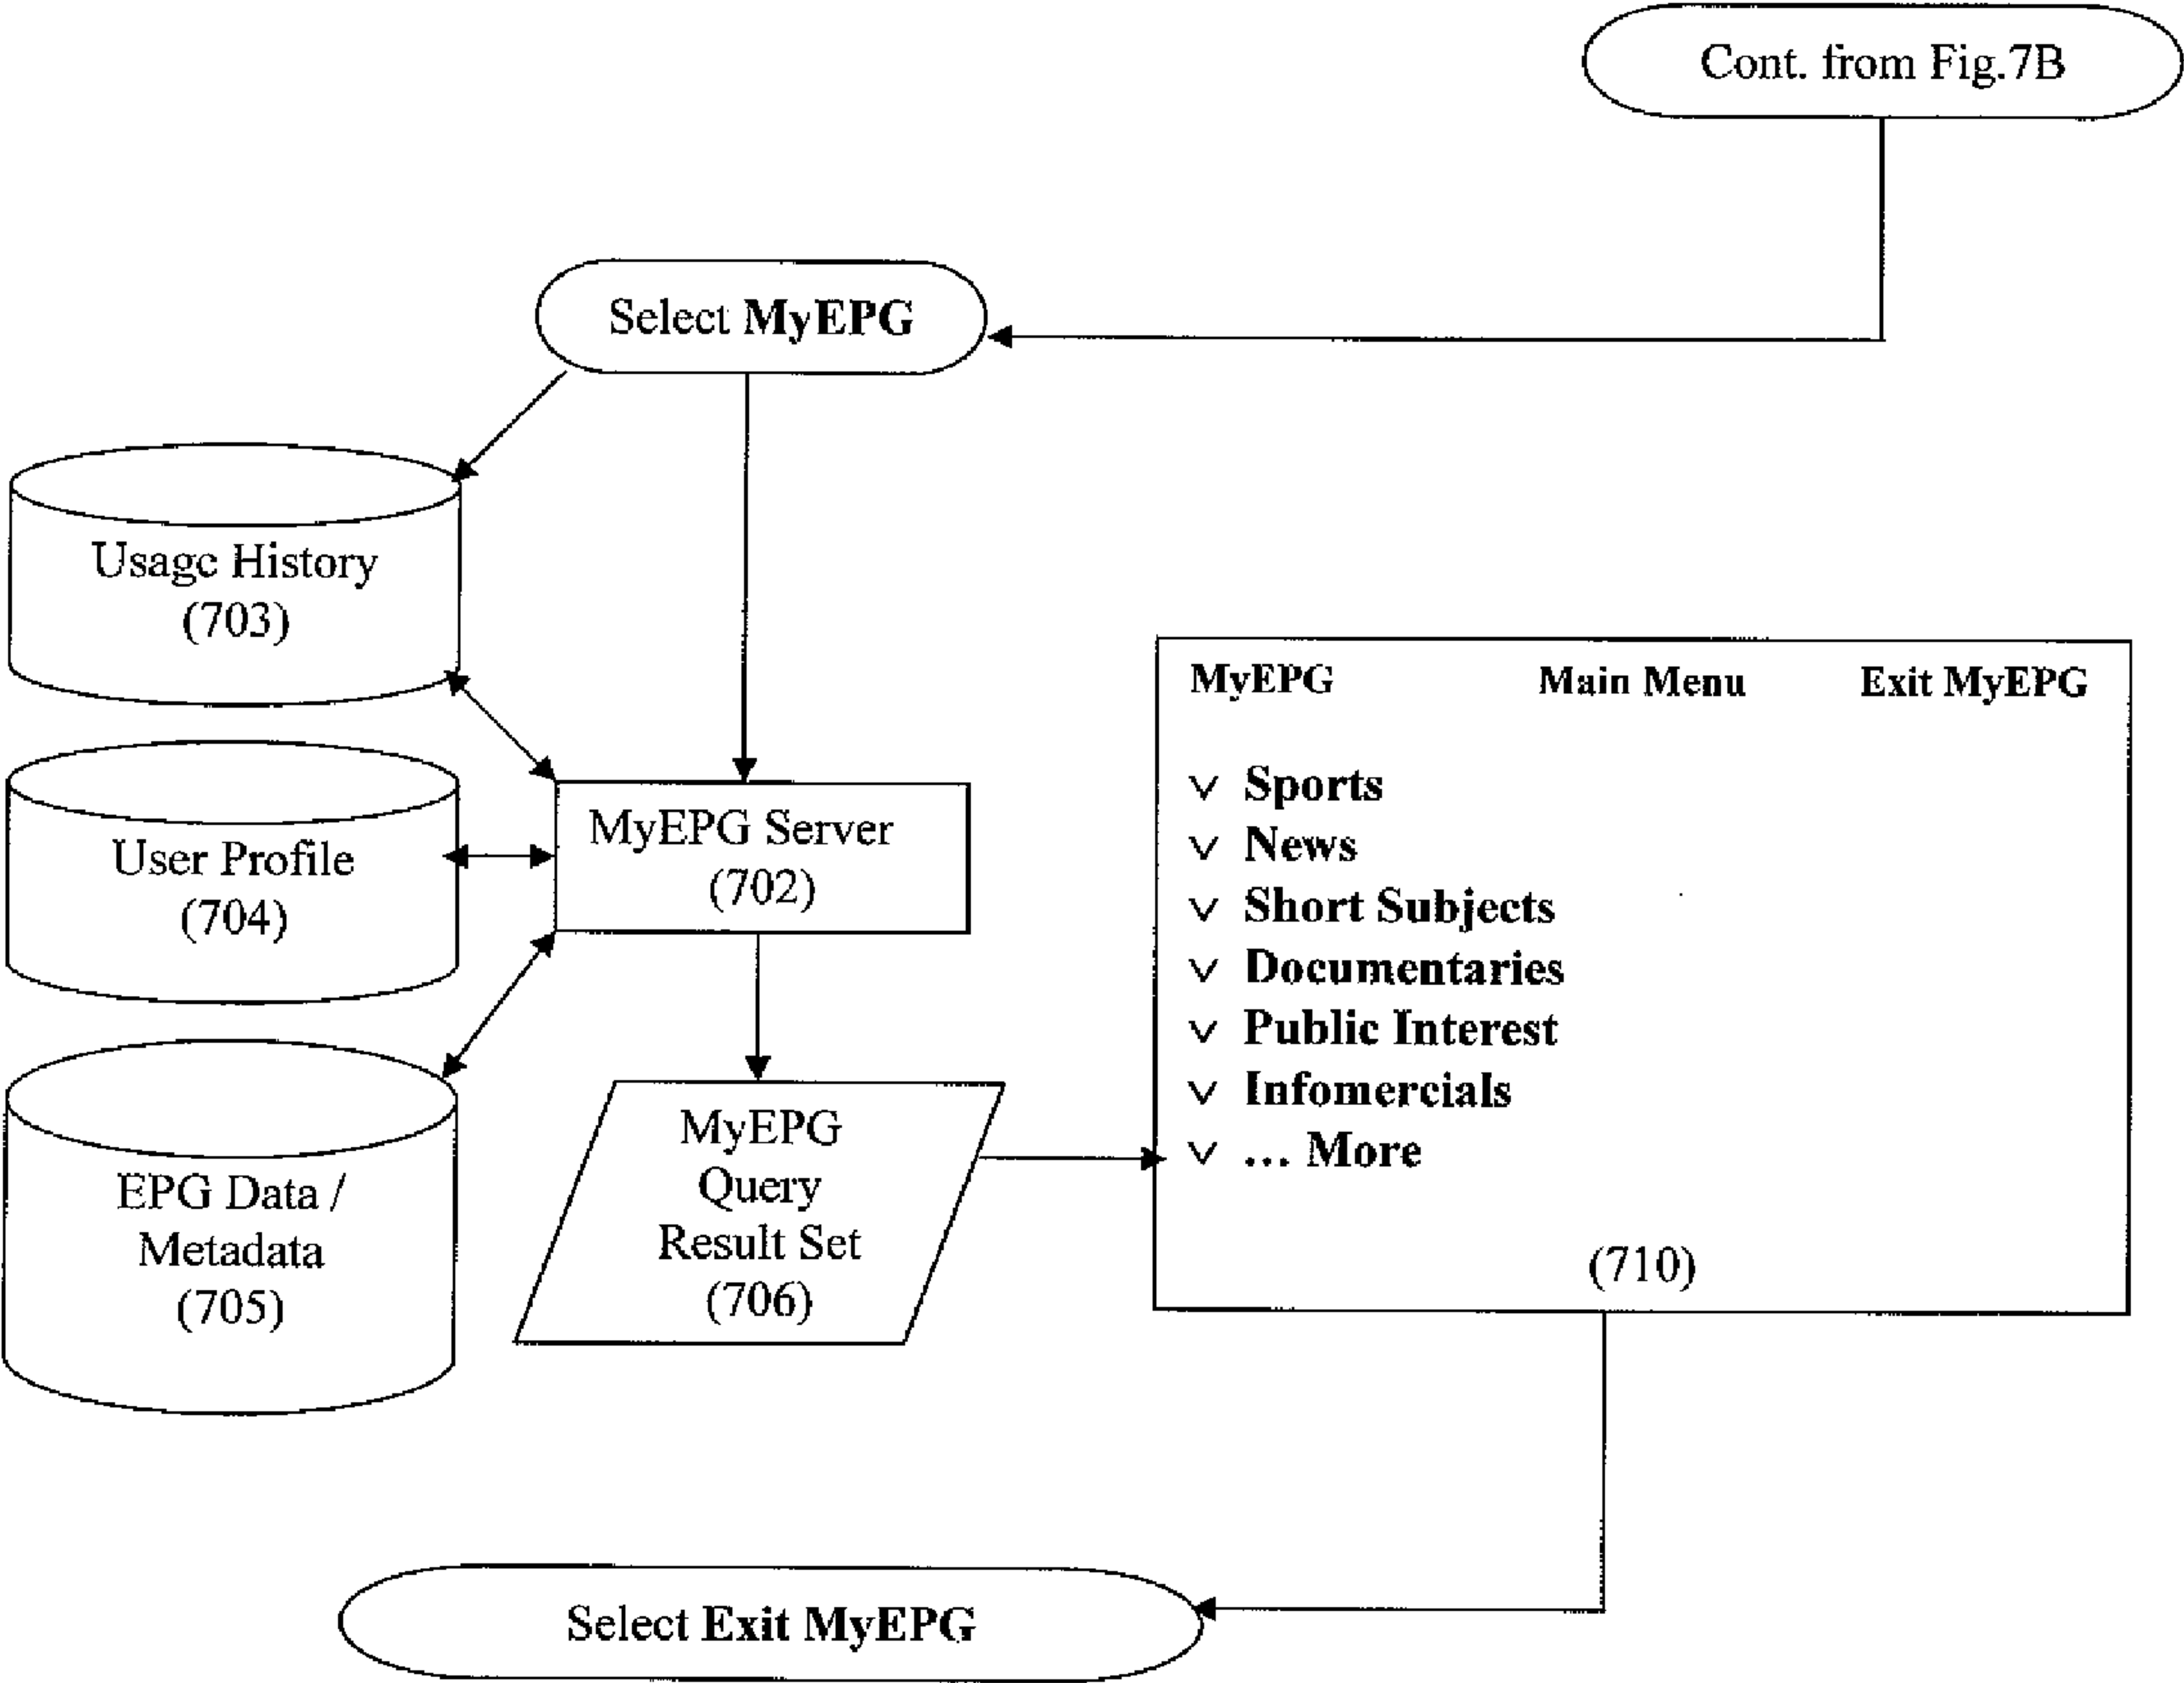 Cont. from Fig.7B
Select MyEPG
Usage History
(703)
User Profile
(704)
EPG Data /
Metadata
(705)
MyEPG Server
(702)
MyEPG
Query
Result Set
(706)
MyEPG Main Menu Exit MyEPG
v Sports
v News
v Short Subjects
v Documentaries
v Public Interest
v Infomercials
v ... More
(710)
Select Exit MyEPG